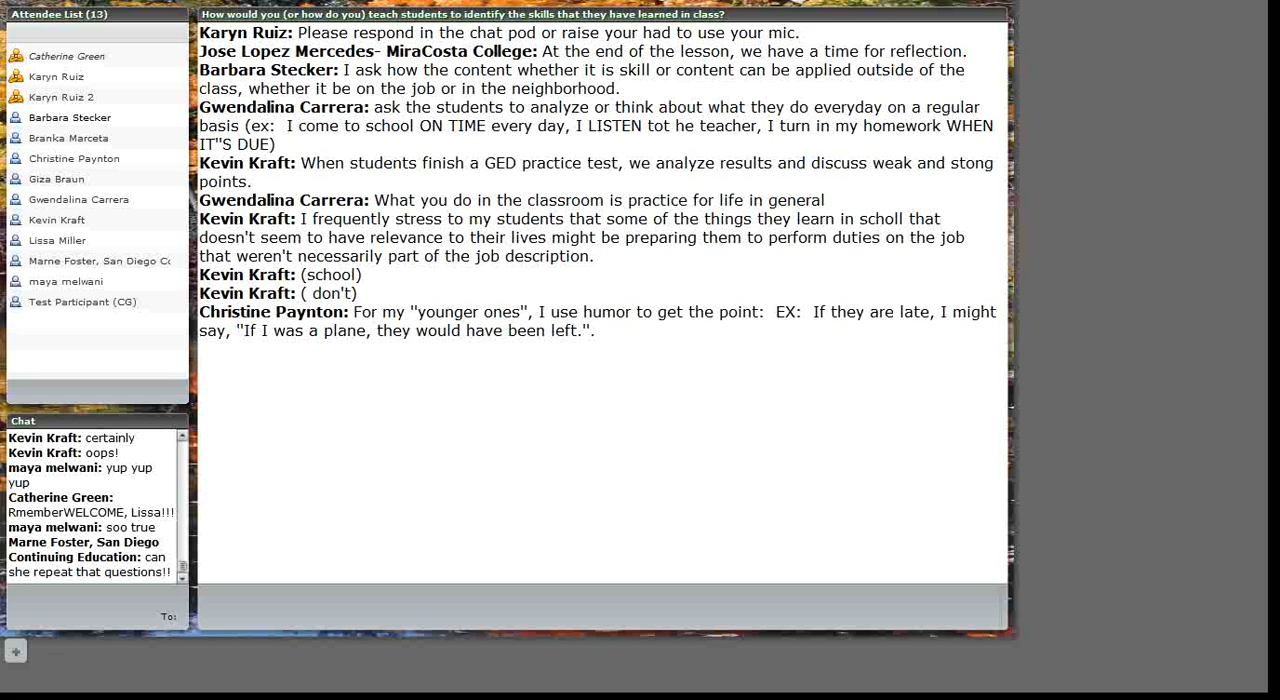 Attendee List (13)
Catherine Green
Karyn Ruiz
Karyn Ruiz 2
Barbara Stecker
Branka Marceta
Christine Paynton
Giza Braun
Gwendalina Carrera
Kevin Kraft
Lissa Miller
Marne Foster, San Diego Cc
maya melwani
Test Participant (CG)
Chat
Kevin Kraft: certainly
Kevin Kraft: oops!
maya melwani: yup yup
yup
Catherine Green:
RmemberWELCOME, Lissa!!!
maya melwani: soo true
Marne Foster, San Diego
Continuing Education: can
she repeat that questions!!
To:
How would you (or how do you) teach students to identify the skills that they have learned in class?
Karyn Ruiz: Please respond in the chat pod or raise your had to use your mic.
Jose Lopez Mercedes- MiraCosta College: At the end of the lesson, we have a time for reflection.
Barbara Stecker: I ask how the content whether it is skill or content can be applied outside of the
class, whether it be on the job or in the neighborhood.
Gwendalina Carrera: ask the students to analyze or think about what they do everyday on a regular
basis (ex:  I come to school ON TIME every day, I LISTEN tot he teacher, I turn in my homework WHEN
IT"S DUE)
Kevin Kraft: When students finish a GED practice test, we analyze results and discuss weak and stong
points.
Gwendalina Carrera: What you do in the classroom is practice for life in general
Kevin Kraft: I frequently stress to my students that some of the things they learn in scholl that
doesn't seem to have relevance to their lives might be preparing them to perform duties on the job
that weren't necessarily part of the job description.
Kevin Kraft: (school)
Kevin Kraft: ( don't)
Christine Paynton: For my "younger ones", I use humor to get the point:  EX:  If they are late, I might
say, "If I was a plane, they would have been left.".